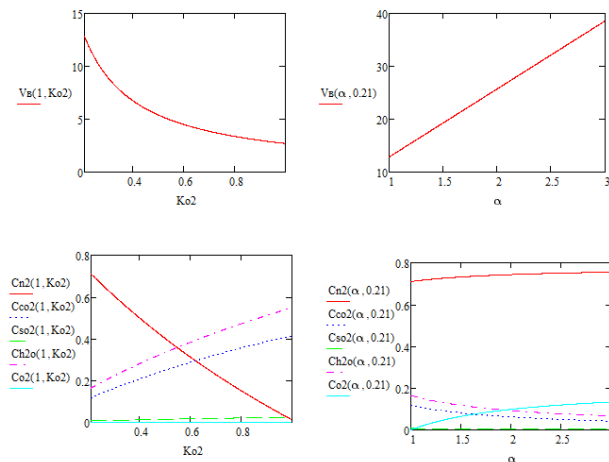 15
10
5
0
Vв(1,Ko2)
0.4 0.6 0.8
Ko2
40
30
20
10
Vв(α,0.21)
1 1.5 2 2.5 3
α
0.8
0.6
0.4
0.2
0
Cn2(1,Ko2)
Cco2(1,Ko2)
Cso2(1,Ko2)
Ch2o(1,Ko2)
Co2(1,Ko2)
0.4 0.6 0.8
Ko2
0.8
0.6
0.4
0.2
0
Cn2(α,0.21)
Cco2(α,0.21)
Cso2(α,0.21)
Ch2o(α,0.21)
Co2(α,0.21)
1 1.5 2 2.5
α